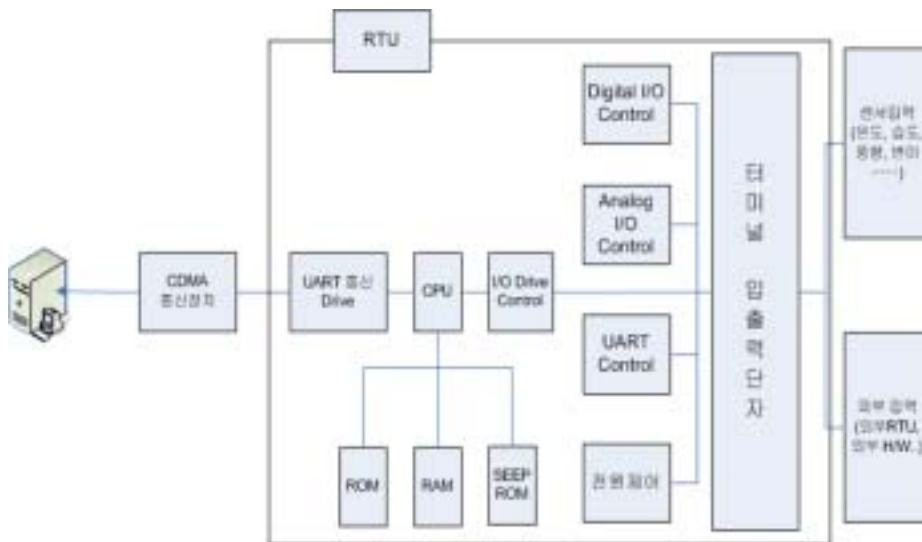 RTU
Digital I/O
Control
Analog
I/O
Control
UART
Control
전원제어
터미널 입출력단자
센서입력
(온도, 습도,
풍향, 변위
.....)
외부 입력
(외부RTU,
외부 H/W..)
CDMA
통신장치
UART 통신
Drive
CPU
I/O Drive
Control
ROM
RAM
SEEP
ROM